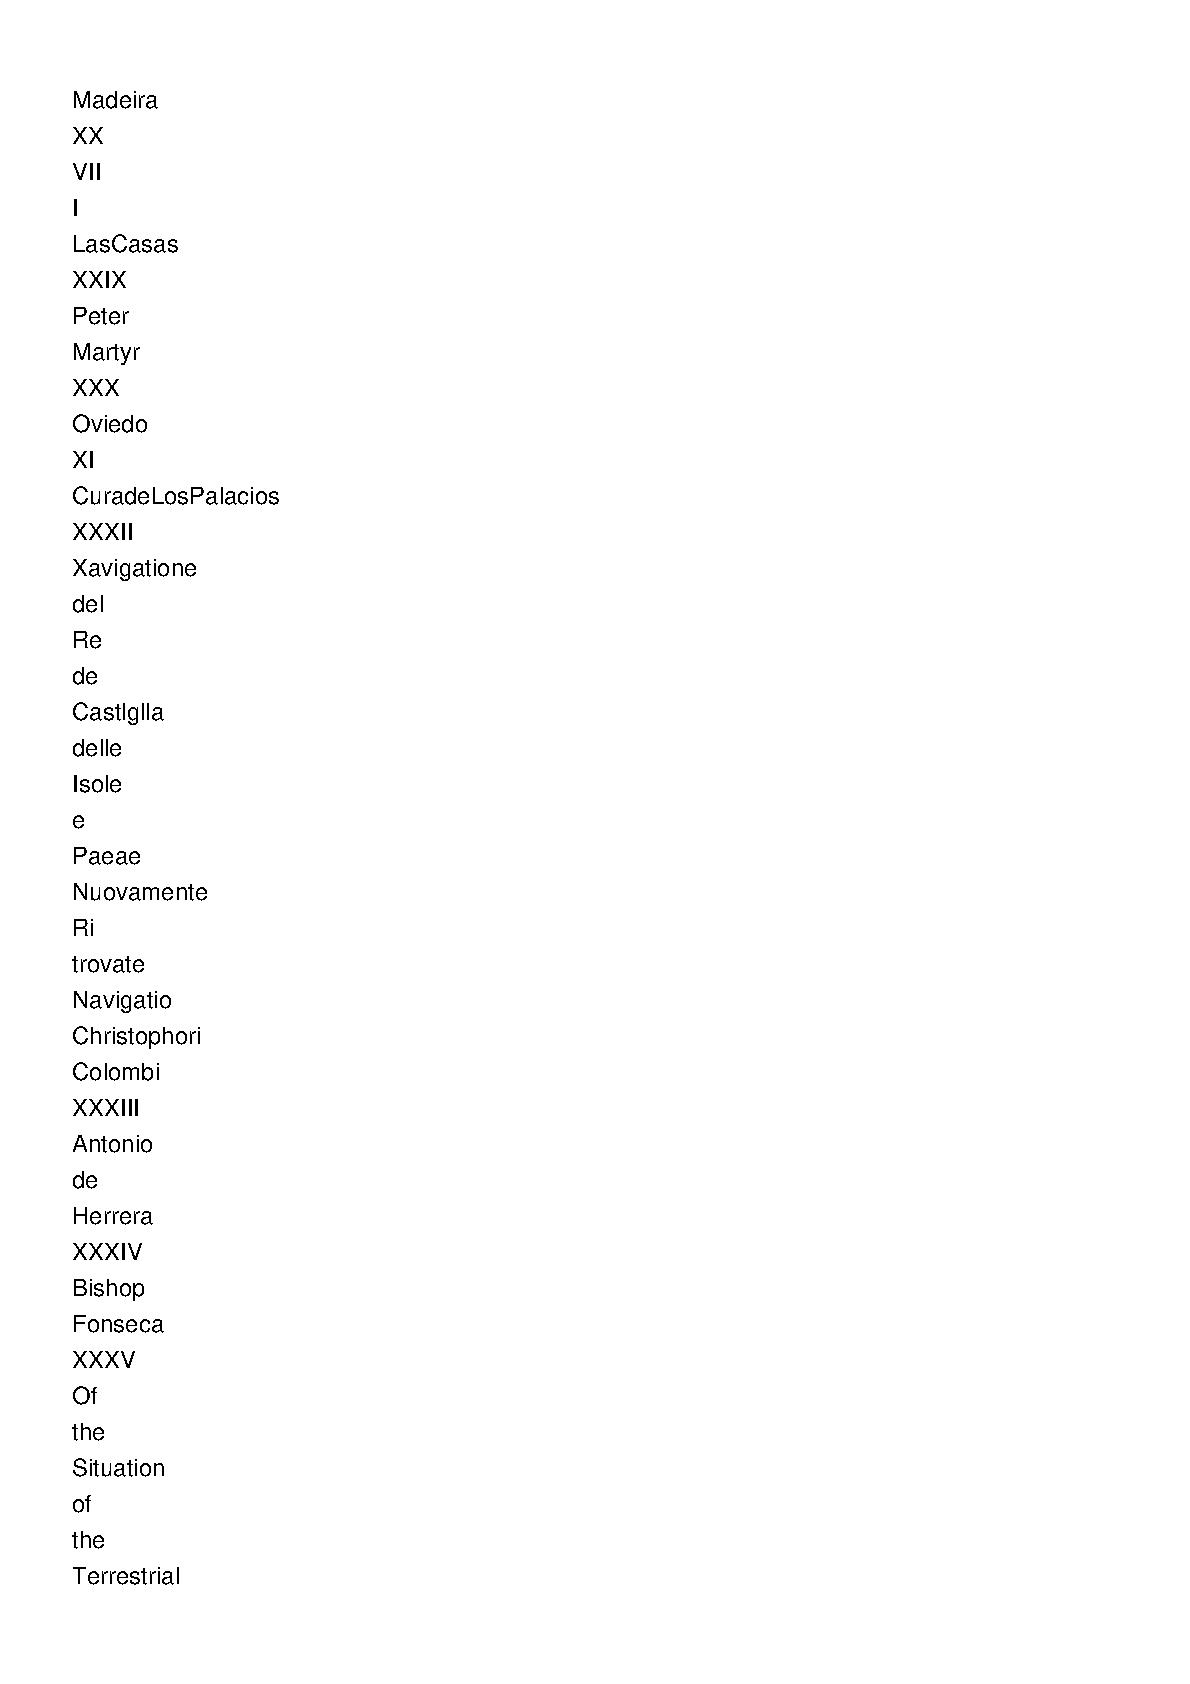 Madeira
XX
VII
I
LasCasas
XXIX
Peter
Martyr
XXX
Oviedo
XI
CuradeLosPalacios
XXXII
Xavigatione
del
Re
de
Castlglla
delle
Isole
e
Paeae
Nuovamente
Ri
trovate
Navigatio
Christophori
Colombi
XXXIII
Antonio
de
Herrera
XXXIV
Bishop
Fonseca
XXXV
Of
the
Situation
of
the
Terrestrial